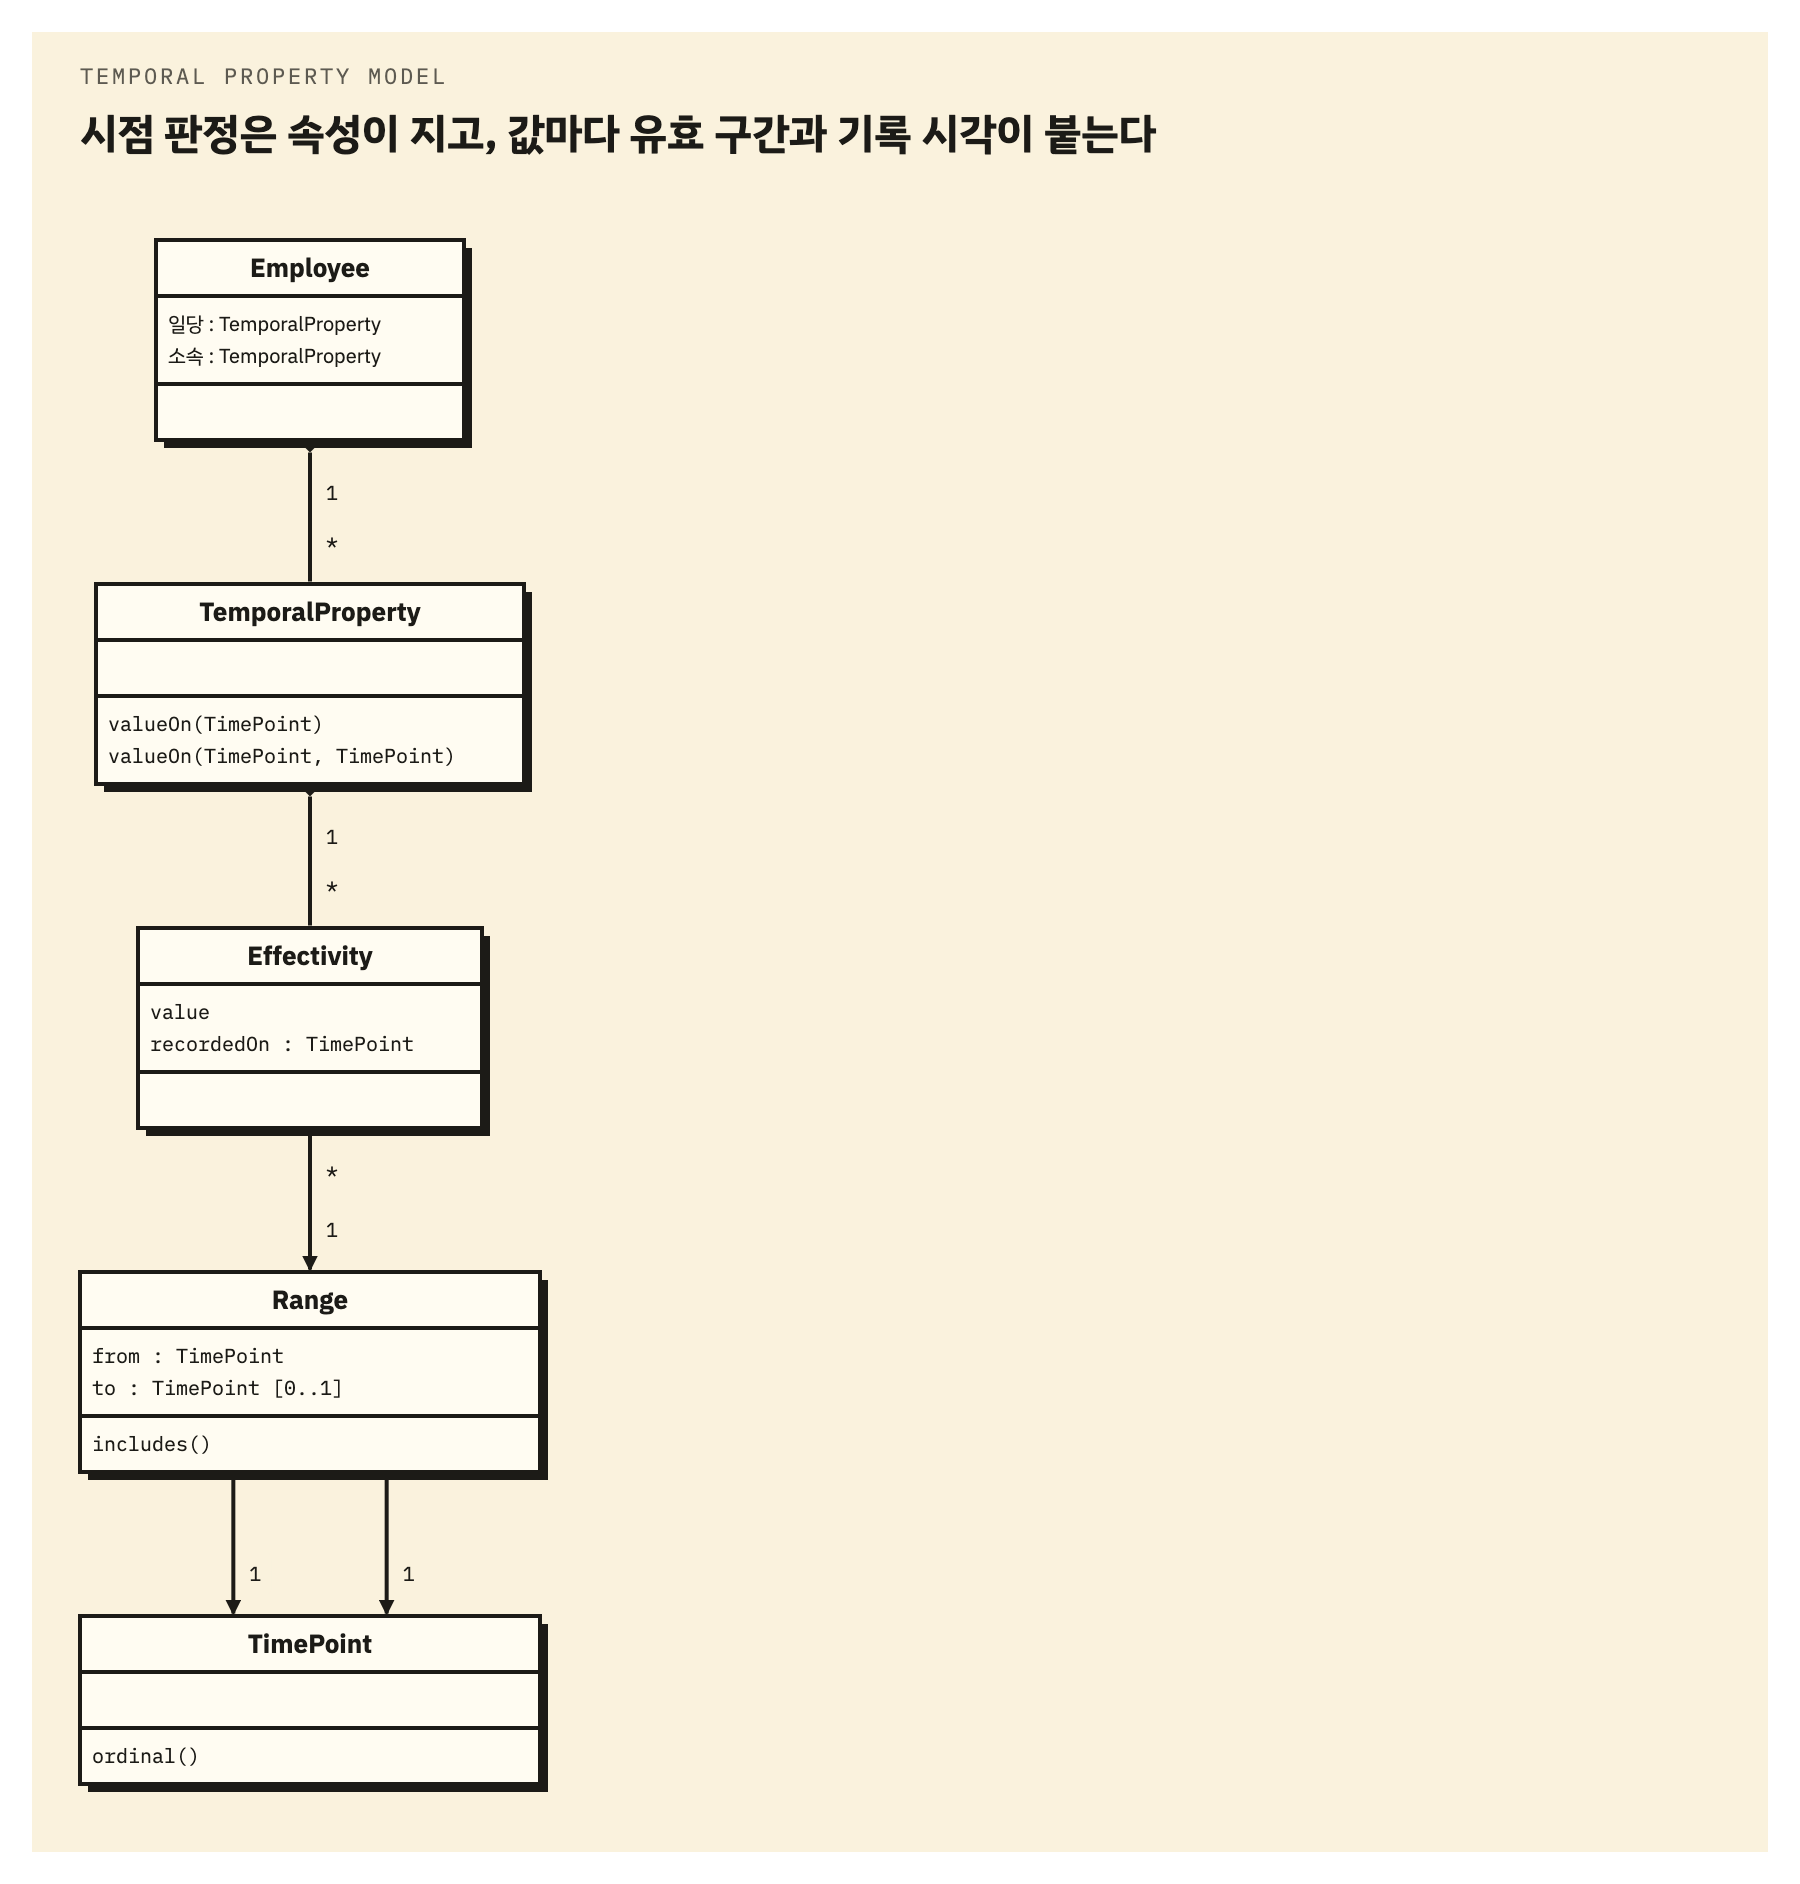 TEMPORAL PROPERTY MODEL
시점 판정은 속성이 지고, 값마다 유효 구간과 기록 시각이 붙는다
Employee
일당 : TemporalProperty
소속 : TemporalProperty
1
*
TemporalProperty
valueOn(TimePoint)
valueOn(TimePoint, TimePoint)
1
*
Effectivity
value
recordedOn : TimePoint
*
1
Range
from : TimePoint
to : TimePoint [0..1]
includes()
1 1
TimePoint
ordinal()